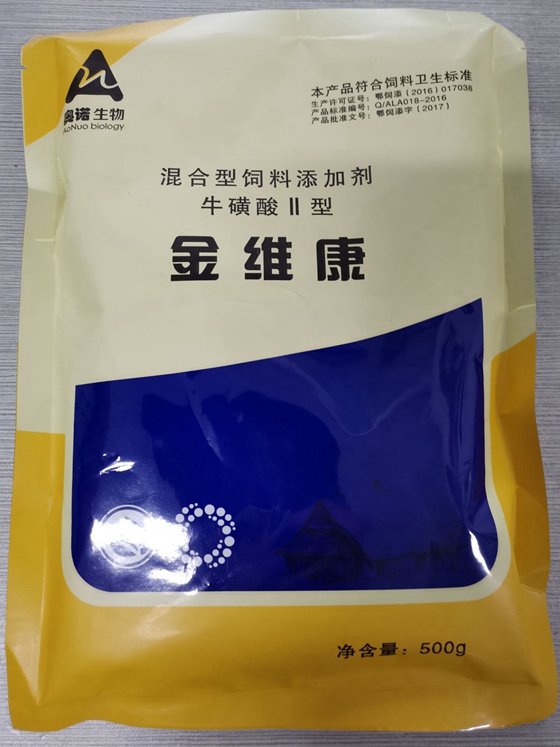 奥诺生物
AoNuo biology
本产品符合饲料卫生标准
生产许可证号：鄂饲添（2016）017038
产品标准编号：Q/ALA018-2016
产品批准文号：鄂饲添字（2017）
混合型饲料添加剂
牛磺酸 II 型
金维康
净含量：500g